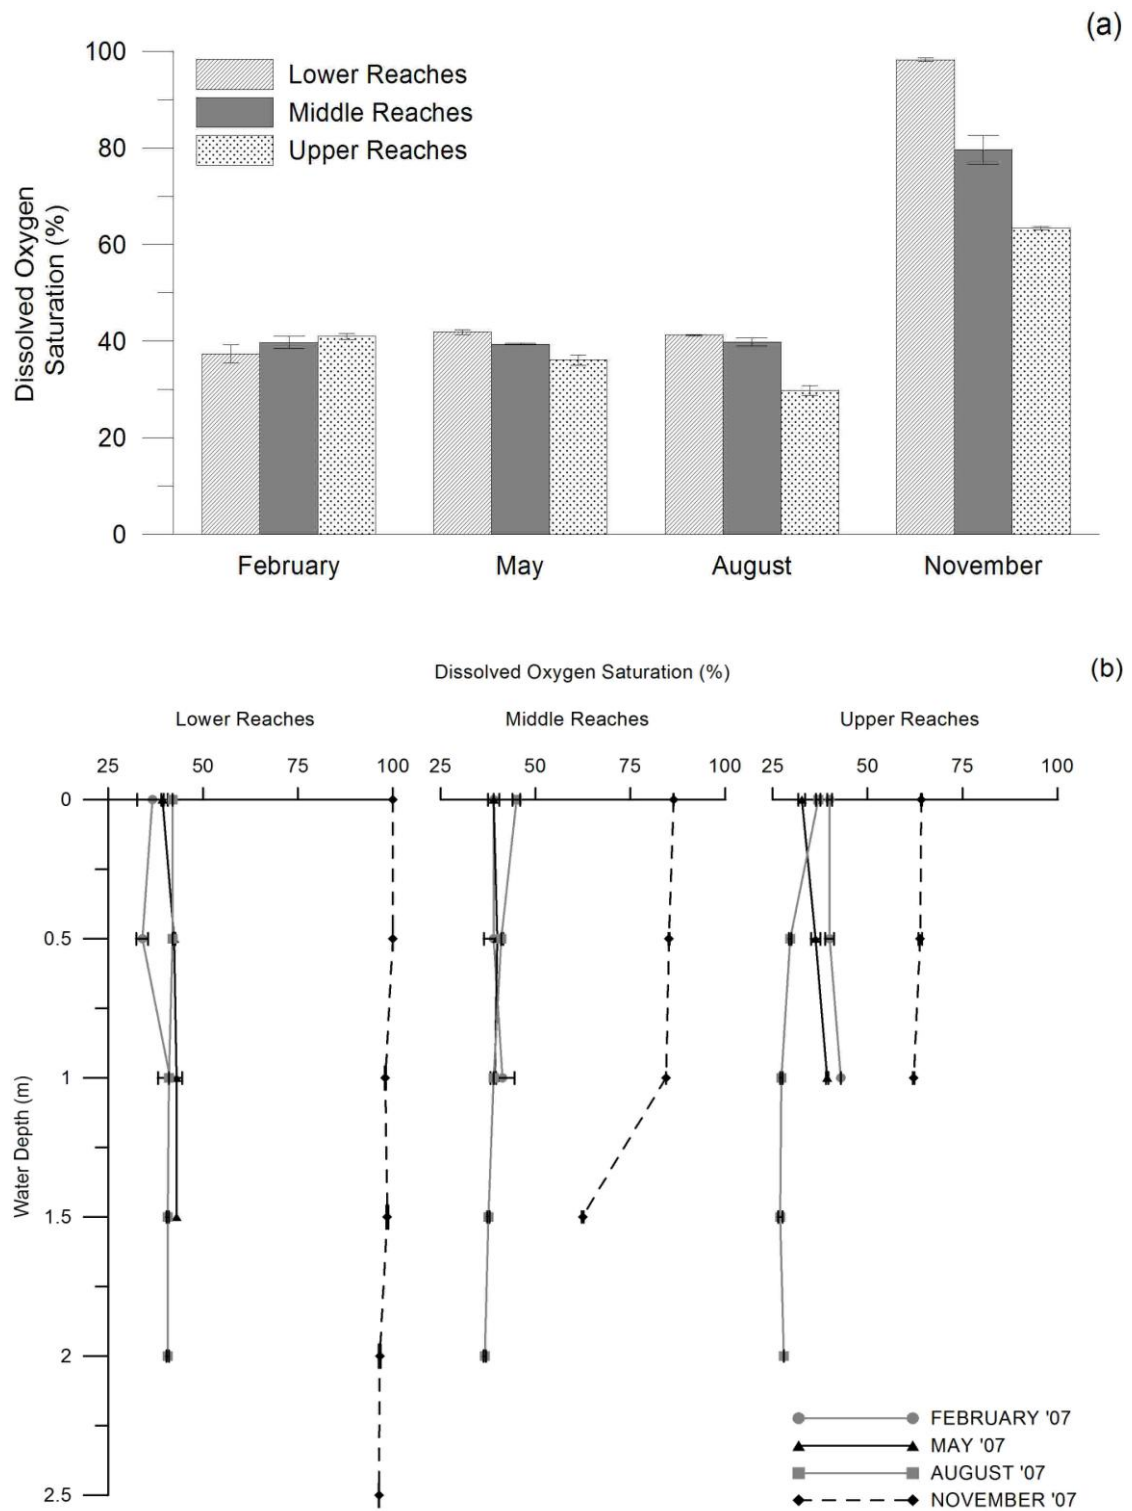 (a)
100
80
60
40
20
0
Dissolved Oxygen
Saturation (%)
Lower Reaches
Middle Reaches
Upper Reaches
February May August November
(b)
Dissolved Oxygen Saturation (%)
Lower Reaches Middle Reaches Upper Reaches
25 50 75 100 25 50 75 100 25 50 75 100
0
0.5
1
1.5
2
2.5
Water Depth (m)
FEBRUARY '07
MAY '07
AUGUST '07
NOVEMBER '07